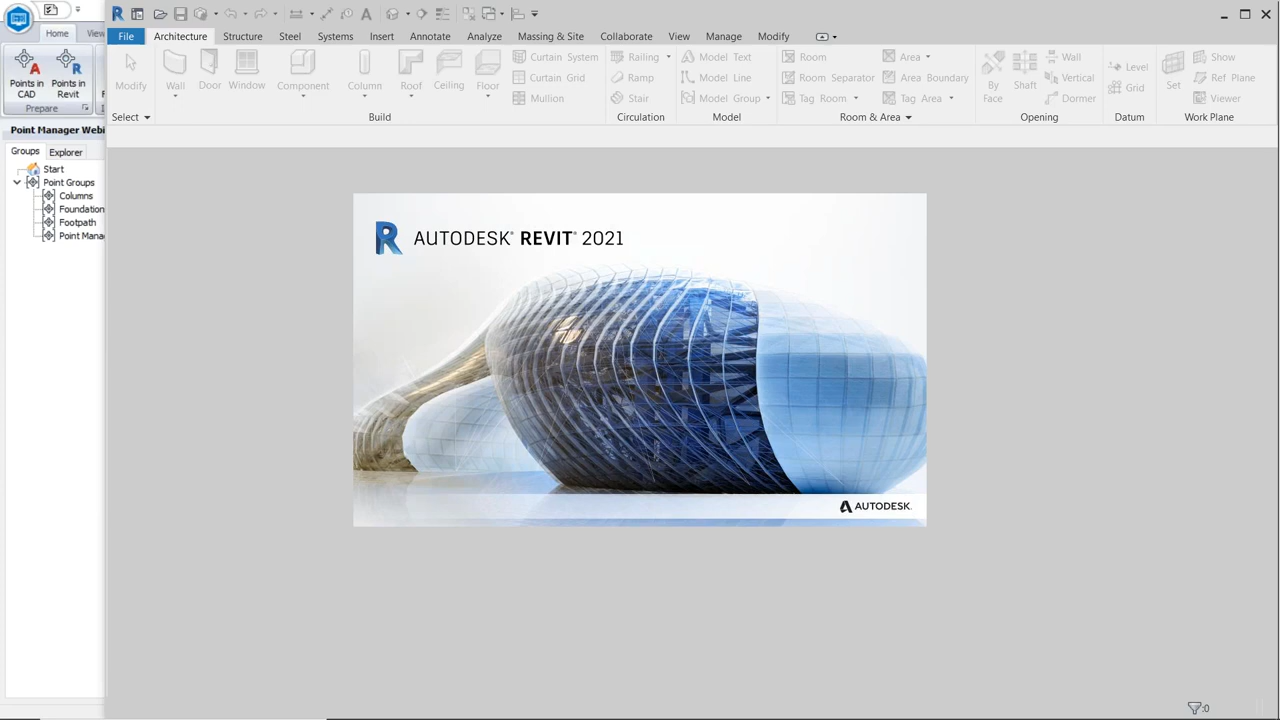 Home
View
Points in CAD
Points in Revit
Prepare
Point Manager Webi
Groups
Explorer
Start
Point Groups
Columns
Foundation
Footpath
Point Mana
File
Architecture
Structure
Steel
Systems
Insert
Annotate
Analyze
Massing & Site
Collaborate
View
Manage
Modify
Modify
Select
Wall
Door
Window
Component
Column
Roof
Ceiling
Floor
Curtain System
Curtain Grid
Mullion
Build
Railing
Ramp
Stair
Circulation
Model Text
Model Line
Model Group
Model
Room
Room Separator
Tag Room
Area
Area Boundary
Tag Area
Room & Area
By Face
Shaft
Wall
Vertical
Dormer
Opening
Level
Grid
Datum
Set
Show
Ref Plane
Viewer
Work Plane
AUTODESK® REVIT® 2021
AUTODESK.
:0